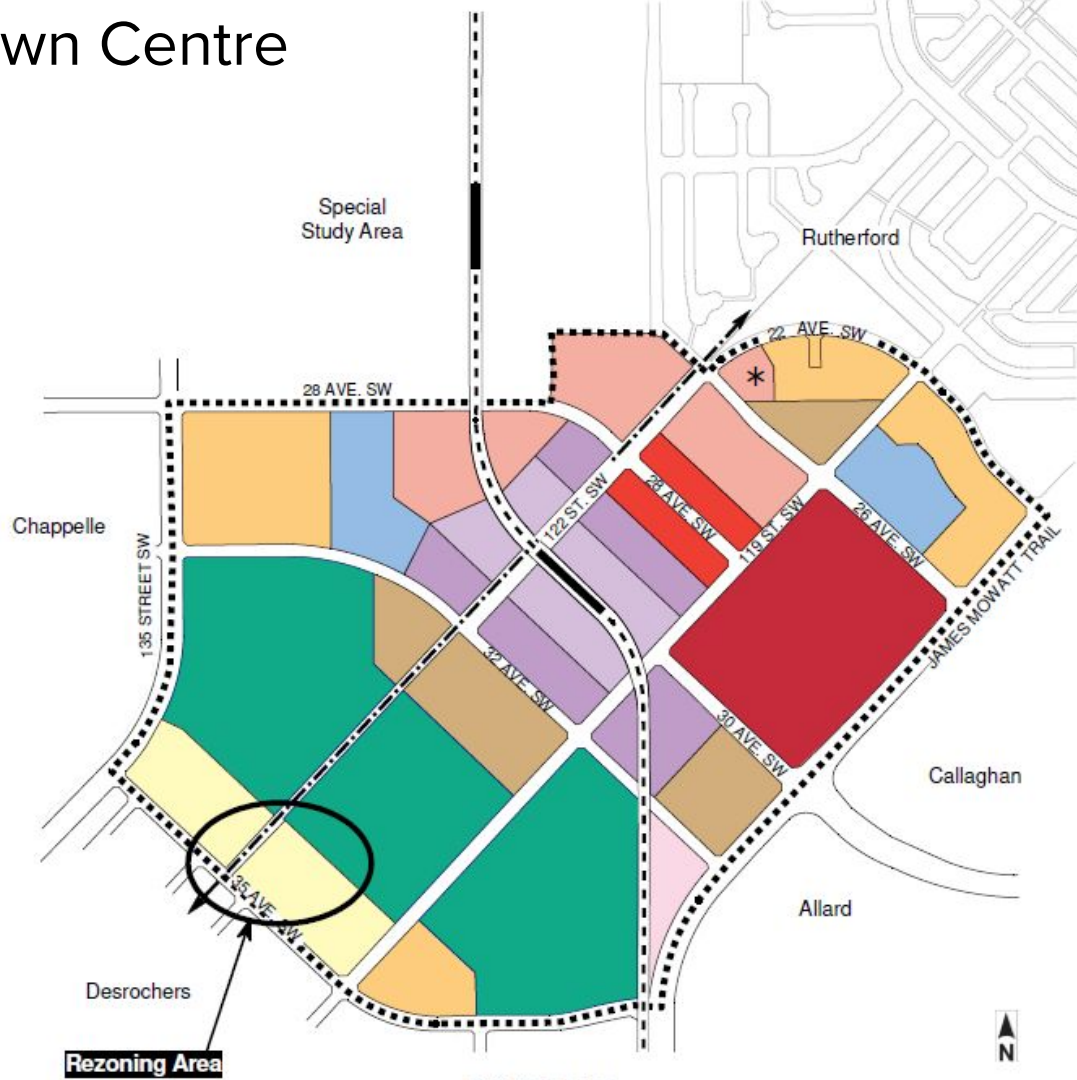 wn Centre
Special
Study Area
Rutherford
22 AVE. SW
*
28 AVE. SW
Chappelle
135 STREET SW
122 ST. SW
28 AVE. SW
119 ST. SW
26 AVE. SW
JAMES MOWATT TRAIL
32 AVE. SW
30 AVE. SW
Callaghan
Allard
35 AVE. SW
Desrochers
Rezoning Area
N